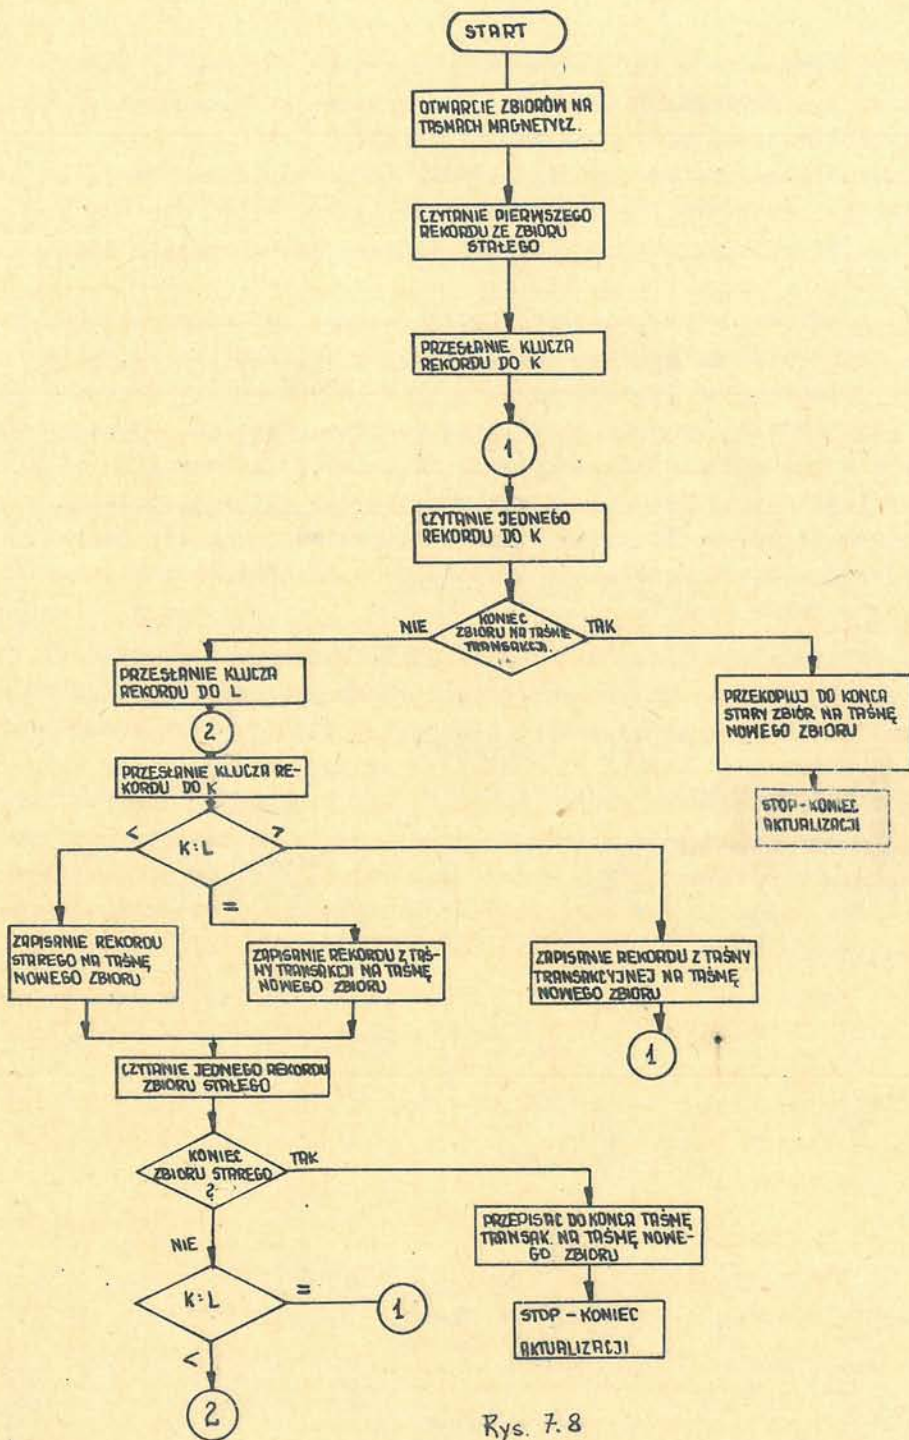 START
OTWARCIE ZBIORÓW NA
TASMACH MAGNETYCZ.
CZYTANIE PIERWSZEGO
REKORDU ZE ZBIORU
STAŁEGO
PRZESŁANIE KLUCZA
REKORDU DO K
1
CZYTANIE JEDNEGO
REKORDU DO K
KONIEC
ZBIORU NA TAŚMIE
TRANSAKCJI.
NIE
TAK
PRZESŁANIE KLUCZA
REKORDU DO L
2
PRZESŁANIE KLUCZA RE-
KORDU DO K
PRZEKOPIUJ DO KOŃCA
STARY ZBIÓR NA TAŚMĘ
NOWEGO ZBIORU
STOP - KONIEC
AKTUALIZACJI
<
K:L
>
=
ZAPISANIE REKORDU
STAREGO NA TAŚMĘ
NOWEGO ZBIORU
ZAPISANIE REKORDU Z TAŚ-
MY TRANSAKCJI NA TAŚMĘ
NOWEGO ZBIORU
ZAPISANIE REKORDU Z TAŚMY
TRANSAKCYJNEJ NA TAŚMĘ
NOWEGO ZBIORU
1
CZYTANIE JEDNEGO REKORDU
ZBIORU STAŁEGO
KONIEC
ZBIORU STAREGO
?
TAK
NIE
PRZEPISAĆ DO KOŃCA TAŚMĘ
TRANSAK. NA TAŚMĘ NOWE-
GO ZBIORU
STOP - KONIEC
AKTUALIZACJI
K:L
=
1
<
2
Rys. 7.8